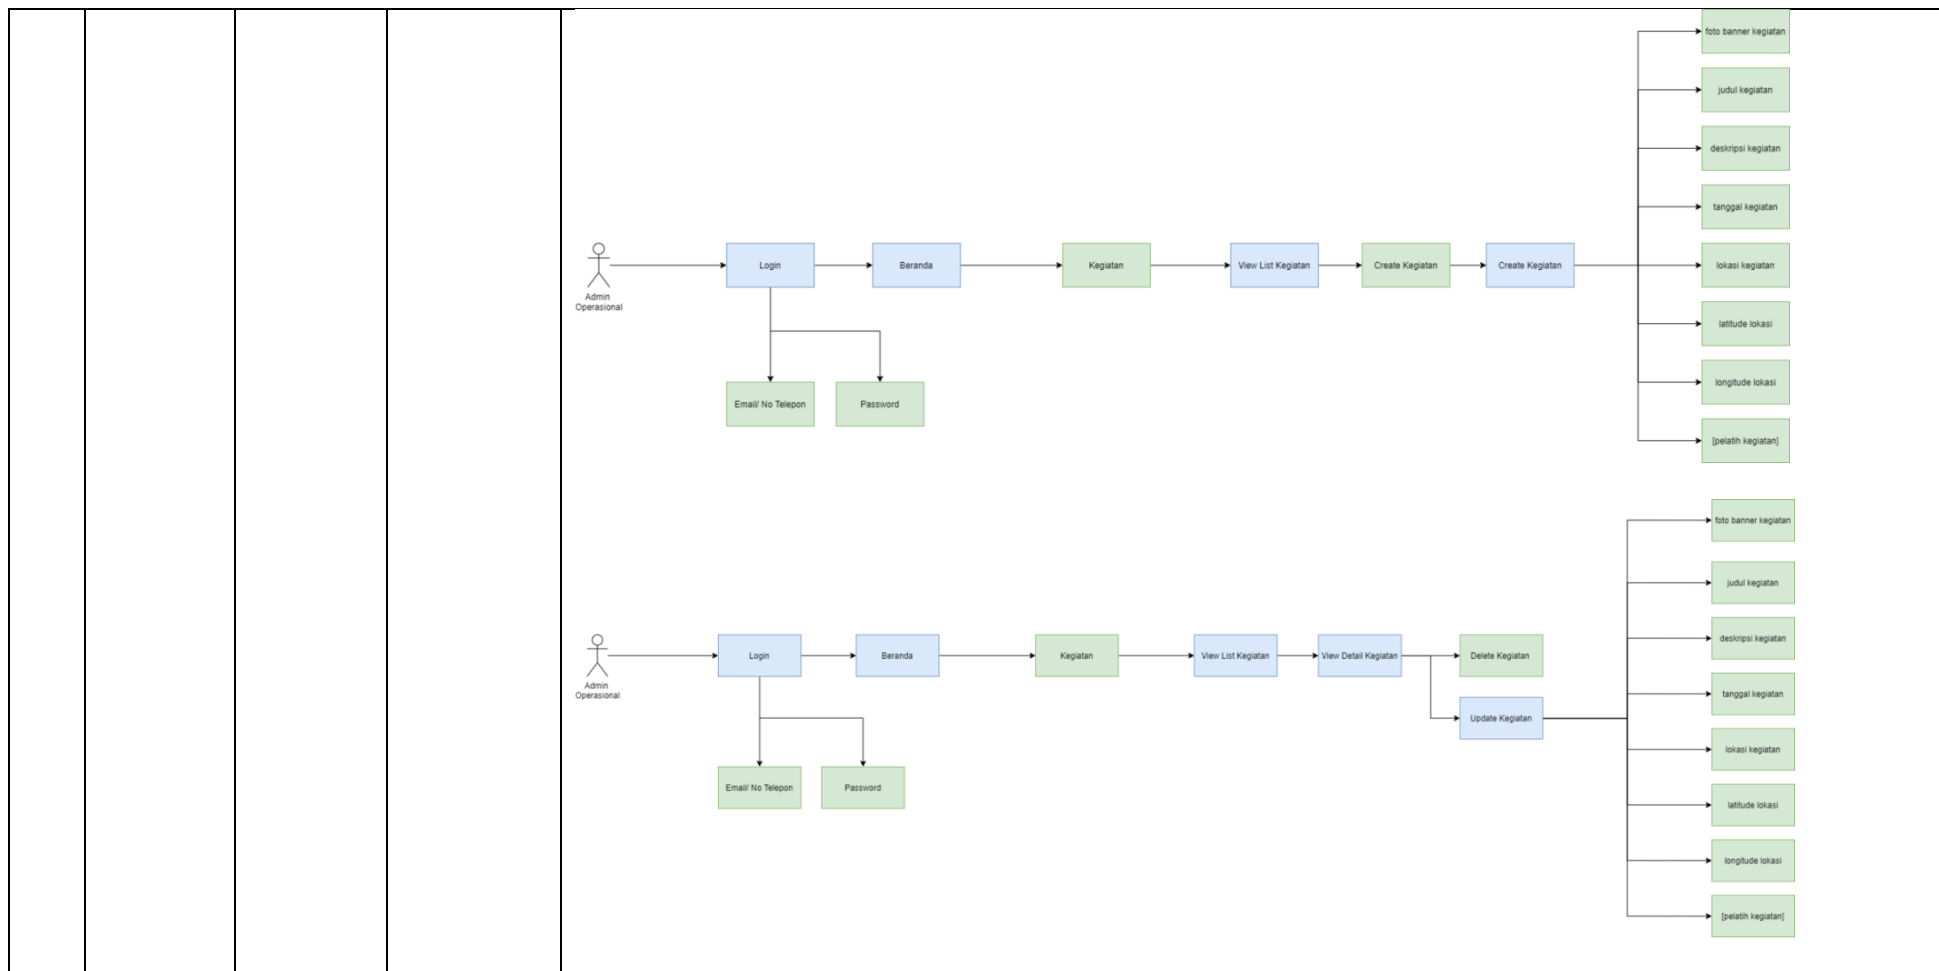 foto banner kegiatan
judul kegiatan
deskripsi kegiatan
tanggal kegiatan
Admin
Operasional
Login
Beranda
Kegiatan
View List Kegiatan
Create Kegiatan
Create Kegiatan
lokasi kegiatan
latitude lokasi
Email/ No Telepon
Password
longitude lokasi
[pelatih kegiatan]
foto banner kegiatan
judul kegiatan
deskripsi kegiatan
Admin
Operasional
Login
Beranda
Kegiatan
View List Kegiatan
View Detail Kegiatan
Delete Kegiatan
tanggal kegiatan
Update Kegiatan
lokasi kegiatan
Email/ No Telepon
Password
latitude lokasi
longitude lokasi
[pelatih kegiatan]